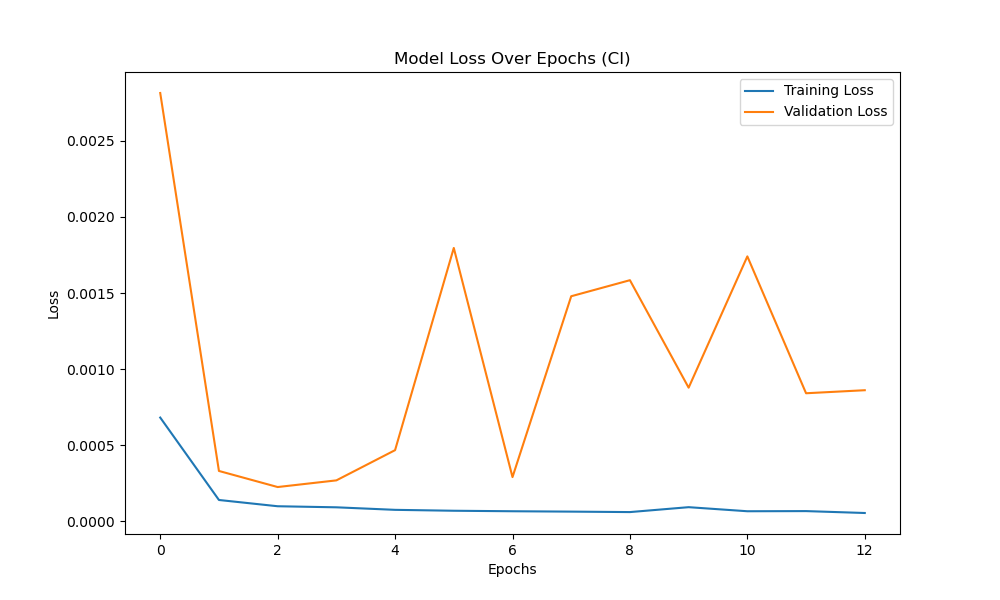 Model Loss Over Epochs (CI)
Training Loss
Validation Loss
Loss
0.0025
0.0020
0.0015
0.0010
0.0005
0.0000
0 2 4 6 8 10 12
Epochs